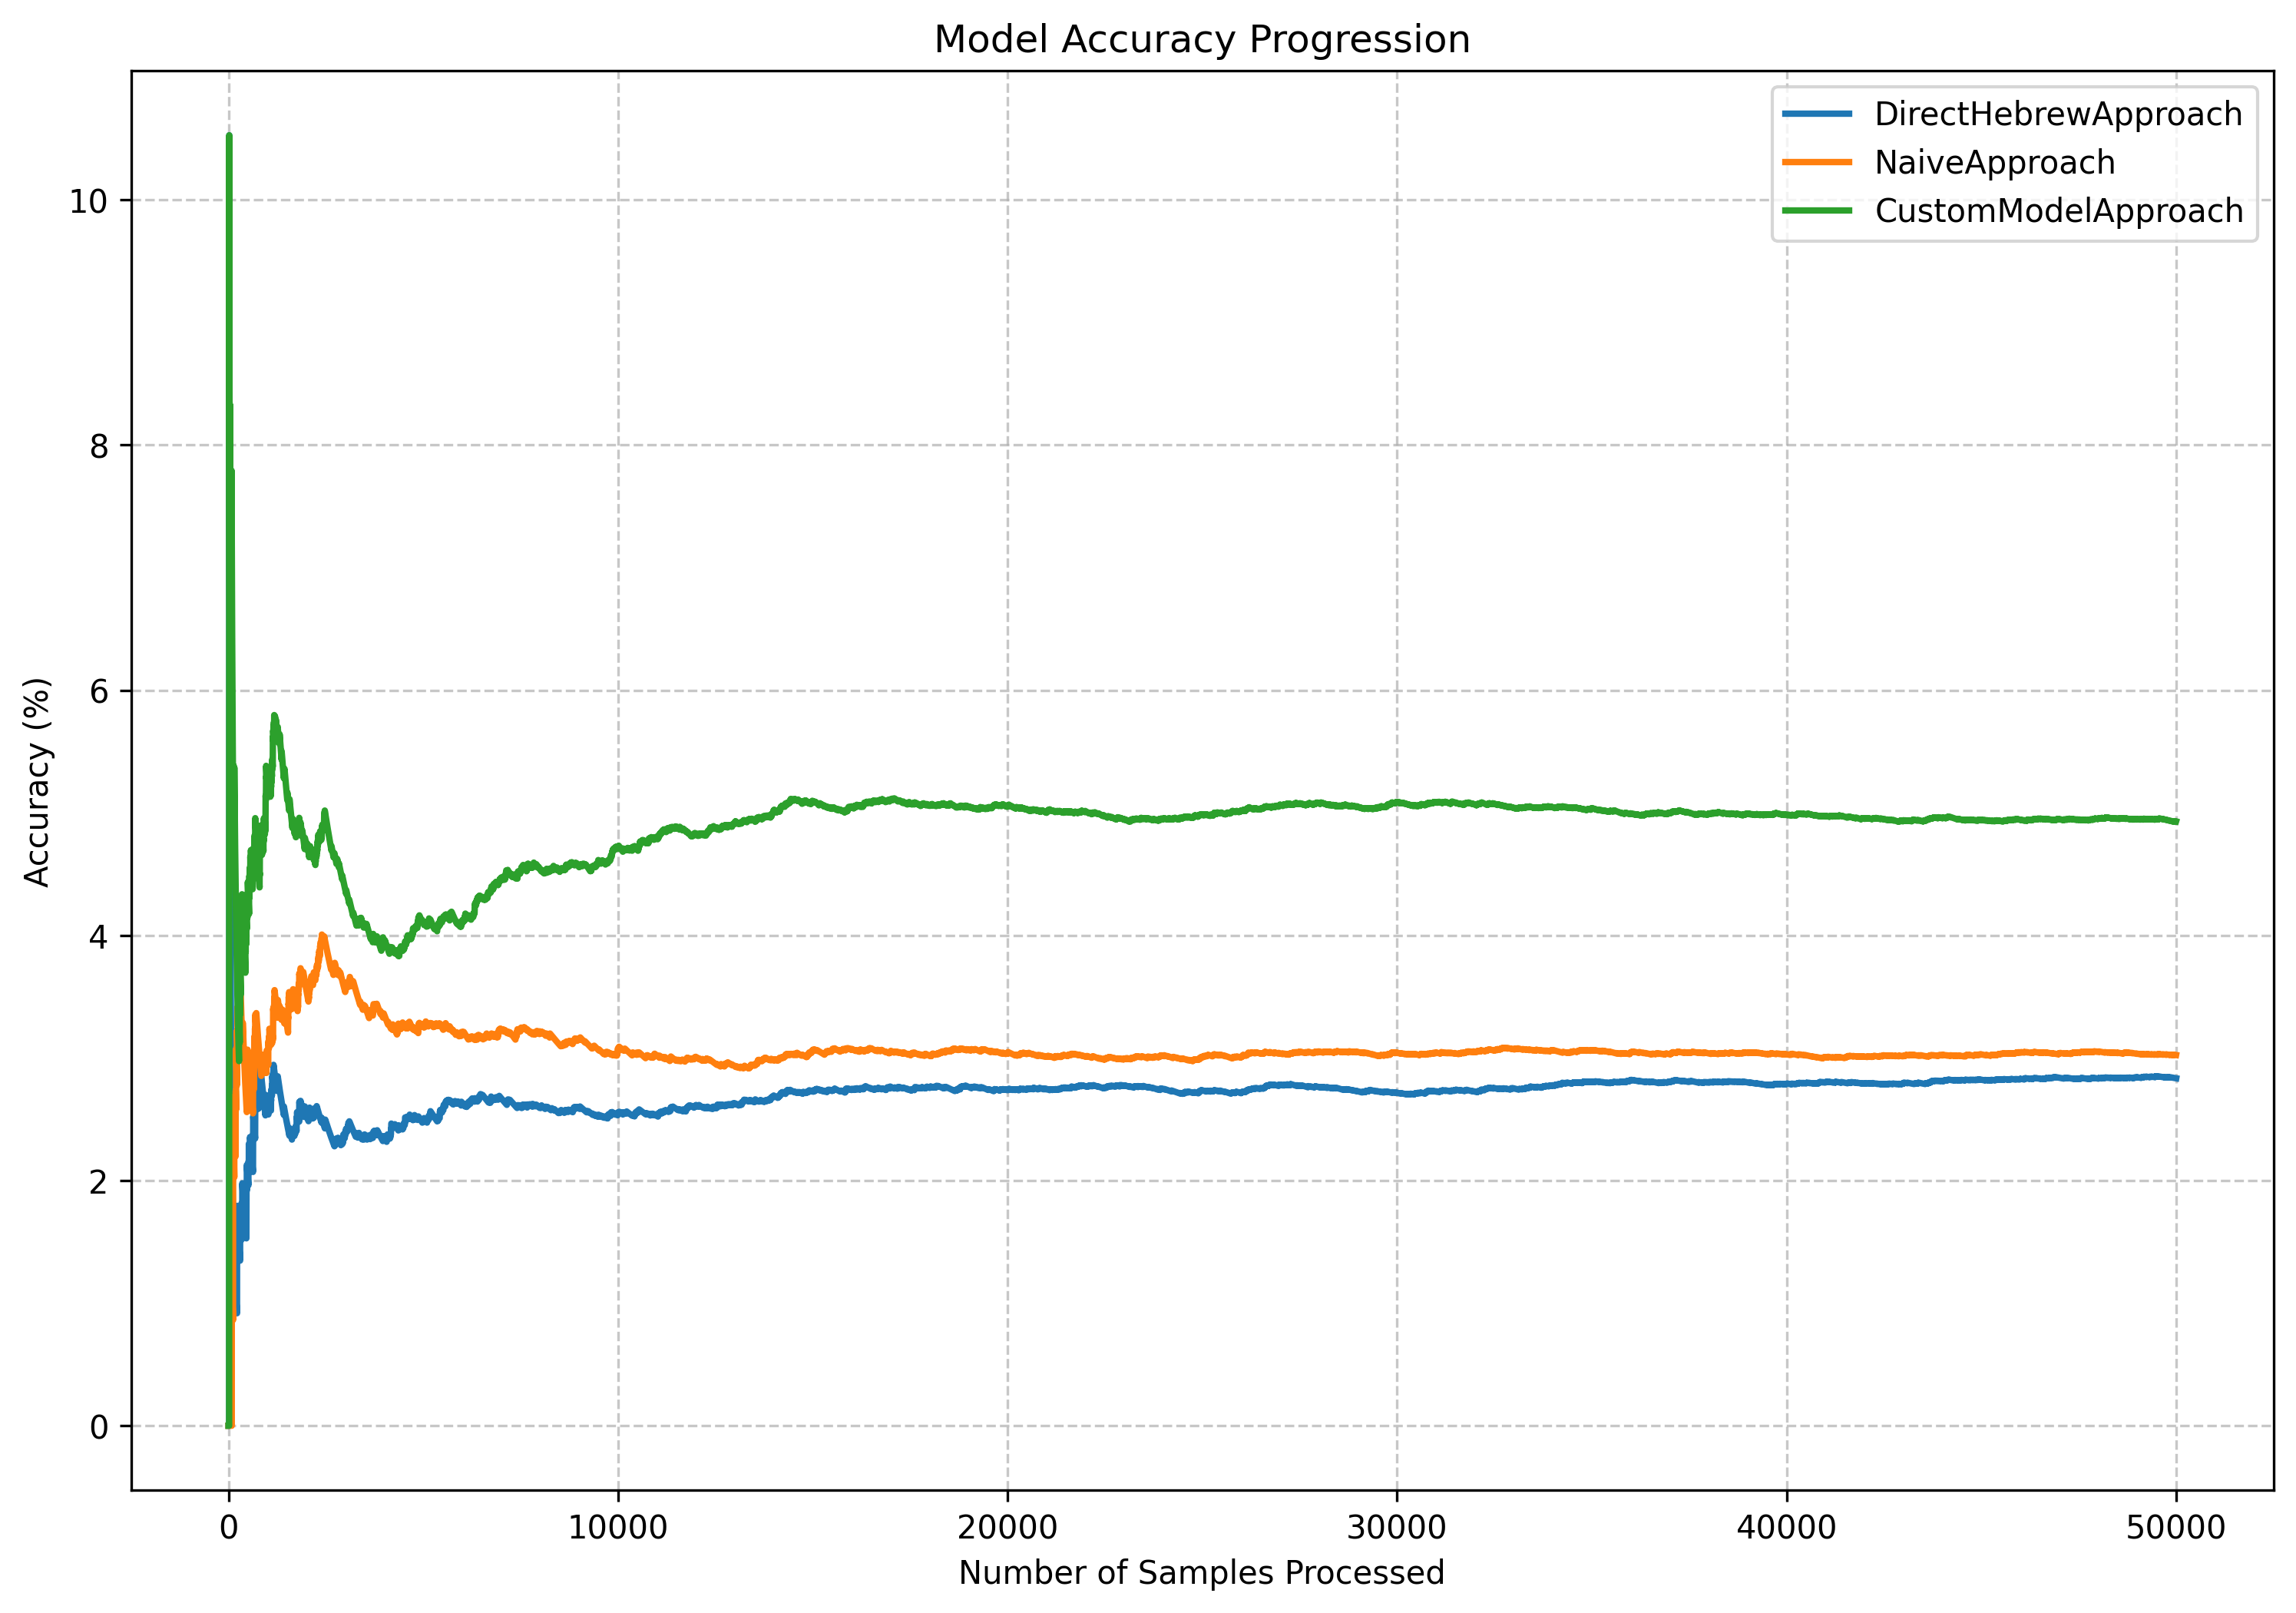 Model Accuracy Progression
DirectHebrewApproach
NaiveApproach
CustomModelApproach
10
8
6
4
2
0
Accuracy (%)
0 10000 20000 30000 40000 50000
Number of Samples Processed